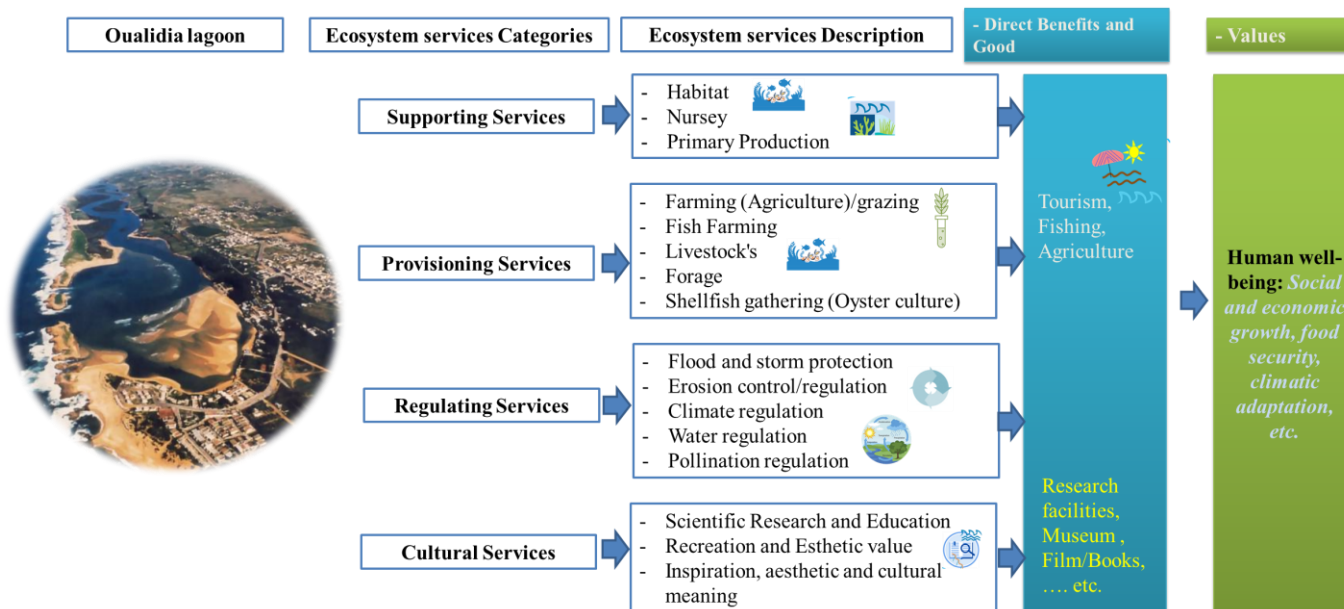 Oualidia lagoon
Ecosystem services Categories
Ecosystem services Description
- Direct Benefits and
Good
- Values
Supporting Services
- Habitat
- Nursey
- Primary Production
Provisioning Services
- Farming (Agriculture)/grazing
- Fish Farming
- Livestock's
- Forage
- Shellfish gathering (Oyster culture)
Regulating Services
- Flood and storm protection
- Erosion control/regulation
- Climate regulation
- Water regulation
- Pollination regulation
Cultural Services
- Scientific Research and Education
- Recreation and Esthetic value
- Inspiration, aesthetic and cultural
meaning
Tourism,
Fishing,
Agriculture
Research
facilities,
Museum ,
Film/Books,
…. etc.
Human well-
being: Social
and economic
growth, food
security,
climatic
adaptation,
etc.